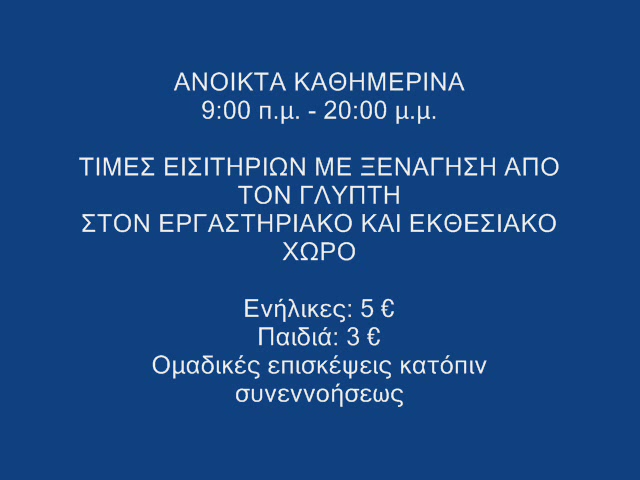 ΑΝΟΙΚΤΑ ΚΑΘΗΜΕΡΙΝΑ
9:00 π.μ. - 20:00 μ.μ.
ΤΙΜΕΣ ΕΙΣΙΤΗΡΙΩΝ ΜΕ ΞΕΝΑΓΗΣΗ ΑΠΟ
ΤΟΝ ΓΛΥΠΤΗ
ΣΤΟΝ ΕΡΓΑΣΤΗΡΙΑΚΟ ΚΑΙ ΕΚΘΕΣΙΑΚΟ
ΧΩΡΟ
Ενήλικες: 5 €
Παιδιά: 3 €
Ομαδικές επισκέψεις κατόπιν
συνεννοήσεως